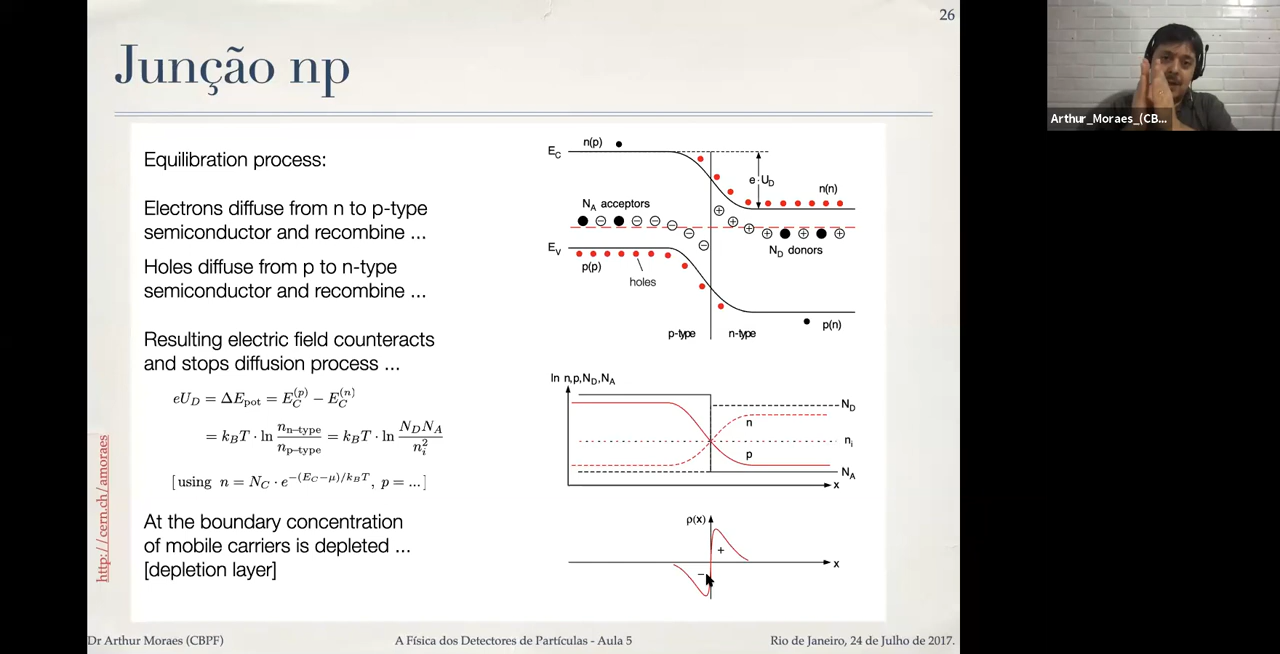 26
Junção np
Arthur_Moraes_(CB...
Equilibration process:
Electrons diffuse from n to p-type
semiconductor and recombine ...
Holes diffuse from p to n-type
semiconductor and recombine ...
Resulting electric field counteracts
and stops diffusion process ...
eU_D = ΔE_pot = E_C^(p) − E_C^(n)
= k_B T · ln n_n–type / n_p–type = k_B T · ln N_D N_A / n_i^2
[ using n = N_C · e^−(E_C−μ)/k_B T, p = ... ]
At the boundary concentration
of mobile carriers is depleted ...
[depletion layer]
E_C
n(p)
e · U_D
n(n)
N_A acceptors
E_V
N_D donors
p(p)
holes
p(n)
p-type
n-type
ln n,p,N_D,N_A
N_D
n
n_i
p
N_A
x
ρ(x)
+
x
−
http://cern.ch/amoraes
Dr Arthur Moraes (CBPF)
A Física dos Detectores de Partículas - Aula 5
Rio de Janeiro, 24 de Julho de 2017.